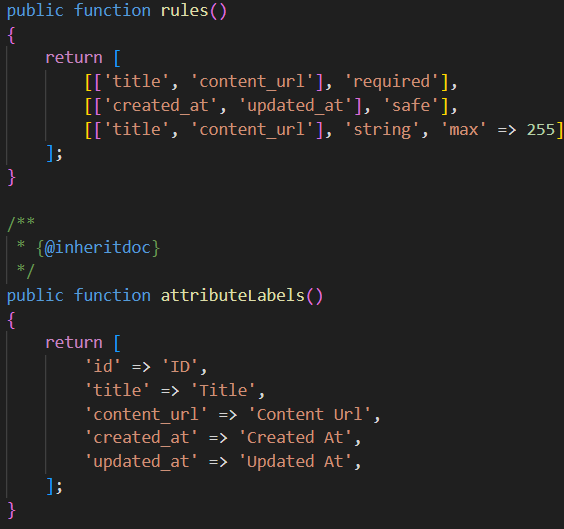 public function rules()
{
    return [
        [['title', 'content_url'], 'required'],
        [['created_at', 'updated_at'], 'safe'],
        [['title', 'content_url'], 'string', 'max' => 255]
    ];
}

/**
 * {@inheritdoc}
 */
public function attributeLabels()
{
    return [
        'id' => 'ID',
        'title' => 'Title',
        'content_url' => 'Content Url',
        'created_at' => 'Created At',
        'updated_at' => 'Updated At',
    ];
}